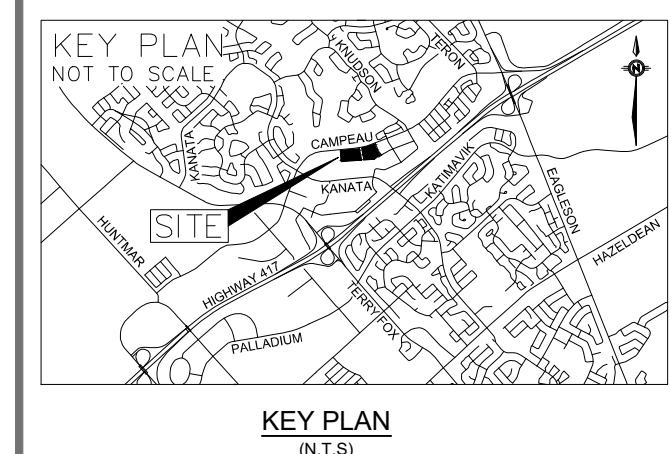 KEY PLAN
NOT TO SCALE
KNUDSON
TERON
N
CAMPEAU
KANATA
KANATA
KATIMAVIK
EAGLESON
SITE
HUNTMAR
HAZELDEAN
HIGHWAY 417
TERRY FOX
PALLADIUM
KEY PLAN
(N.T.S)